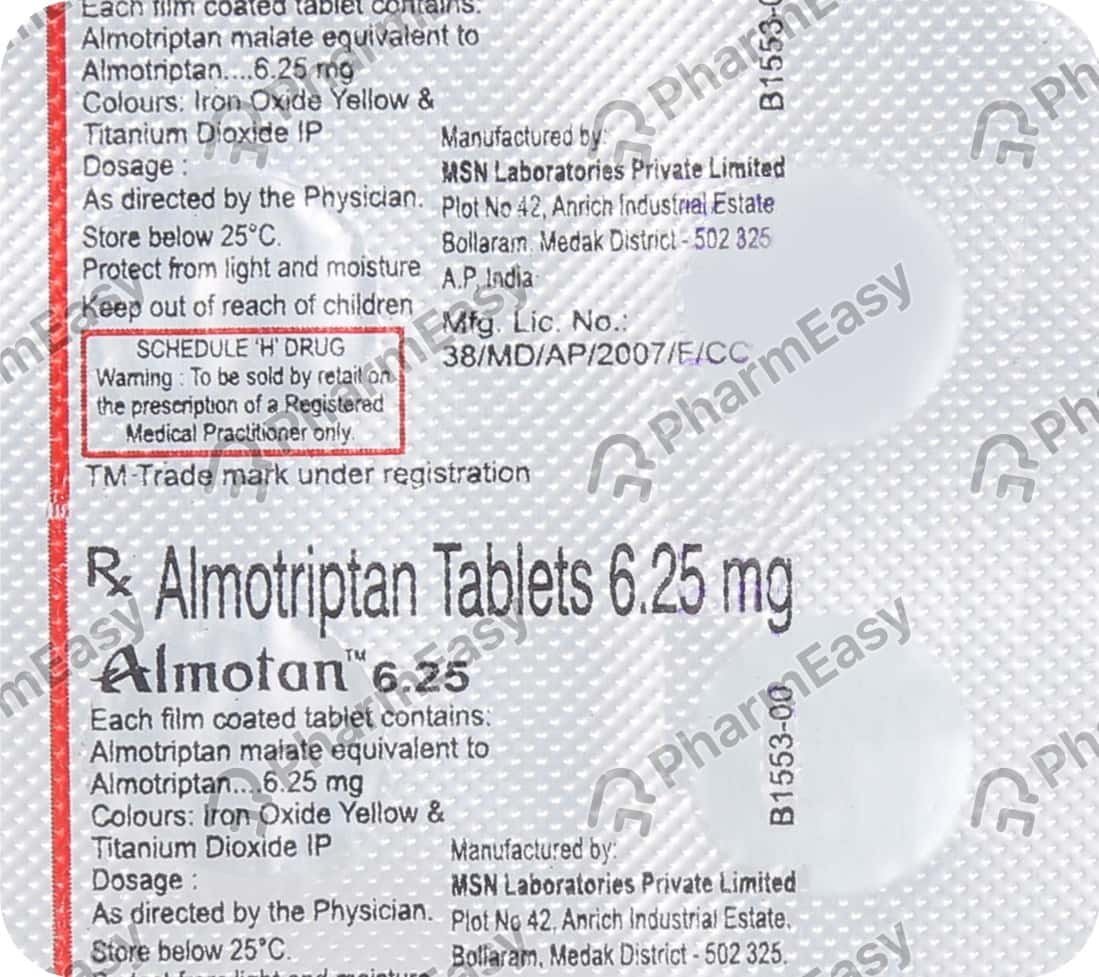 Each film coated tablet contains:
Almotriptan malate equivalent to
Almotriptan....6.25 mg
Colours: Iron Oxide Yellow &
Titanium Dioxide IP
Dosage :
As directed by the Physician.
Store below 25°C.
Protect from light and moisture
Keep out of reach of children
SCHEDULE 'H' DRUG
Warning : To be sold by retail on
the prescription of a Registered
Medical Practitioner only.
Manufactured by:
MSN Laboratories Private Limited
Plot No 42, Anrich Industrial Estate
Bollaram, Medak District - 502 325
A.P, India
Mfg. Lic. No.:
38/MD/AP/2007/F/CC
B1553-0
TM-Trade mark under registration
Rx Almotriptan Tablets 6.25 mg
Almotan™ 6.25
Each film coated tablet contains:
Almotriptan malate equivalent to
Almotriptan....6.25 mg
Colours: Iron Oxide Yellow &
Titanium Dioxide IP
Dosage :
As directed by the Physician.
Store below 25°C.
Protect from light and moisture
Manufactured by:
MSN Laboratories Private Limited
Plot No 42, Anrich Industrial Estate,
Bollaram, Medak District - 502 325.
B1553-00
PharmEasy
PharmEasy
PharmEasy
PharmEasy
PharmEasy
PharmEasy